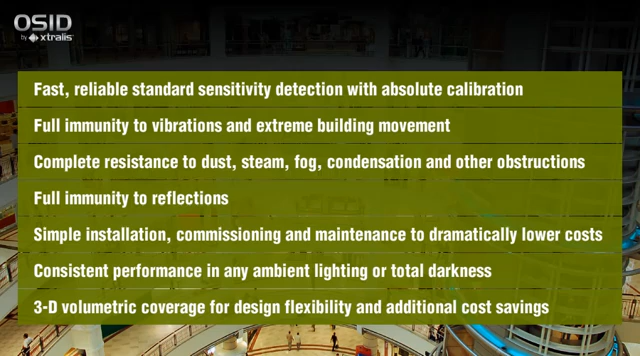 OSID
by xtralis
Fast, reliable standard sensitivity detection with absolute calibration
Full immunity to vibrations and extreme building movement
Complete resistance to dust, steam, fog, condensation and other obstructions
Full immunity to reflections
Simple installation, commissioning and maintenance to dramatically lower costs
Consistent performance in any ambient lighting or total darkness
3-D volumetric coverage for design flexibility and additional cost savings